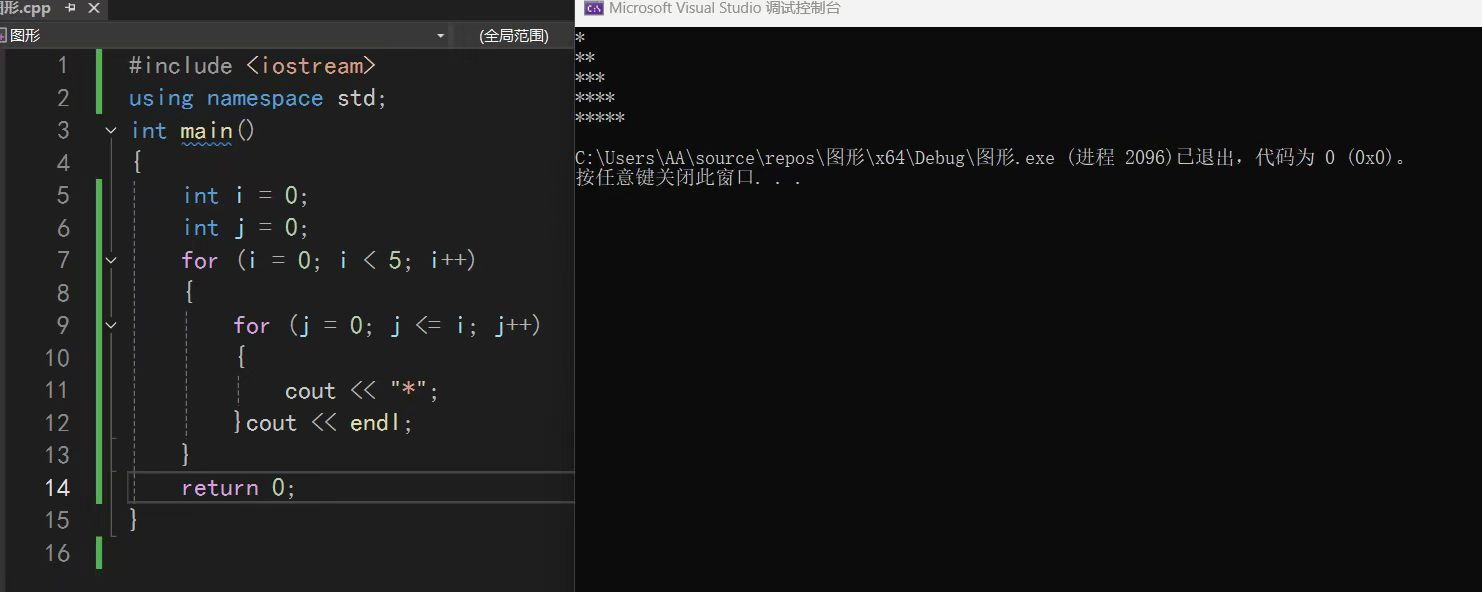 图形.cpp
图形
(全局范围)
1 #include <iostream>
2 using namespace std;
3 int main()
4 {
5 int i = 0;
6 int j = 0;
7 for (i = 0; i < 5; i++)
8 {
9 for (j = 0; j <= i; j++)
10 {
11 cout << "*";
12 }cout << endl;
13 }
14 return 0;
15 }
16
Microsoft Visual Studio 调试控制台
*
**
***
****
*****
C:\Users\AA\source\repos\图形\x64\Debug\图形.exe (进程 2096)已退出，代码为 0 (0x0)。
按任意键关闭此窗口. . .